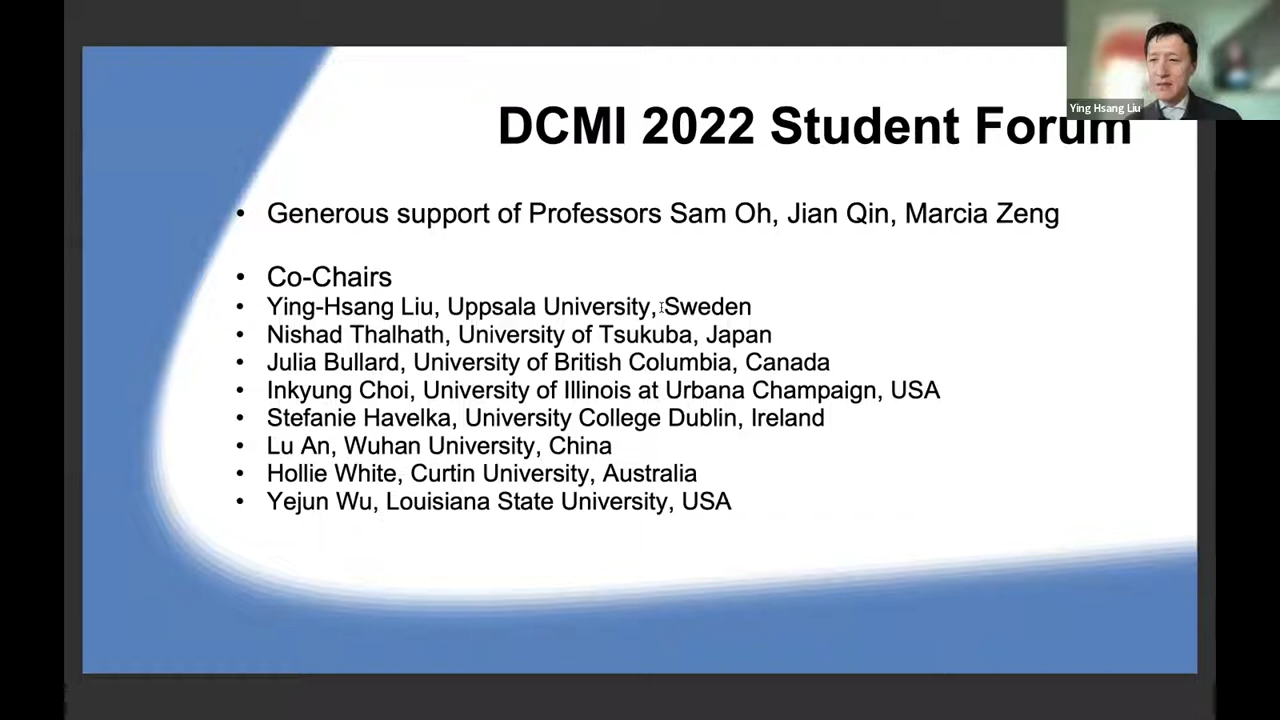 DCMI 2022 Student Forum
Ying Hsang Liu
• Generous support of Professors Sam Oh, Jian Qin, Marcia Zeng
• Co-Chairs
• Ying-Hsang Liu, Uppsala University, Sweden
• Nishad Thalhath, University of Tsukuba, Japan
• Julia Bullard, University of British Columbia, Canada
• Inkyung Choi, University of Illinois at Urbana Champaign, USA
• Stefanie Havelka, University College Dublin, Ireland
• Lu An, Wuhan University, China
• Hollie White, Curtin University, Australia
• Yejun Wu, Louisiana State University, USA